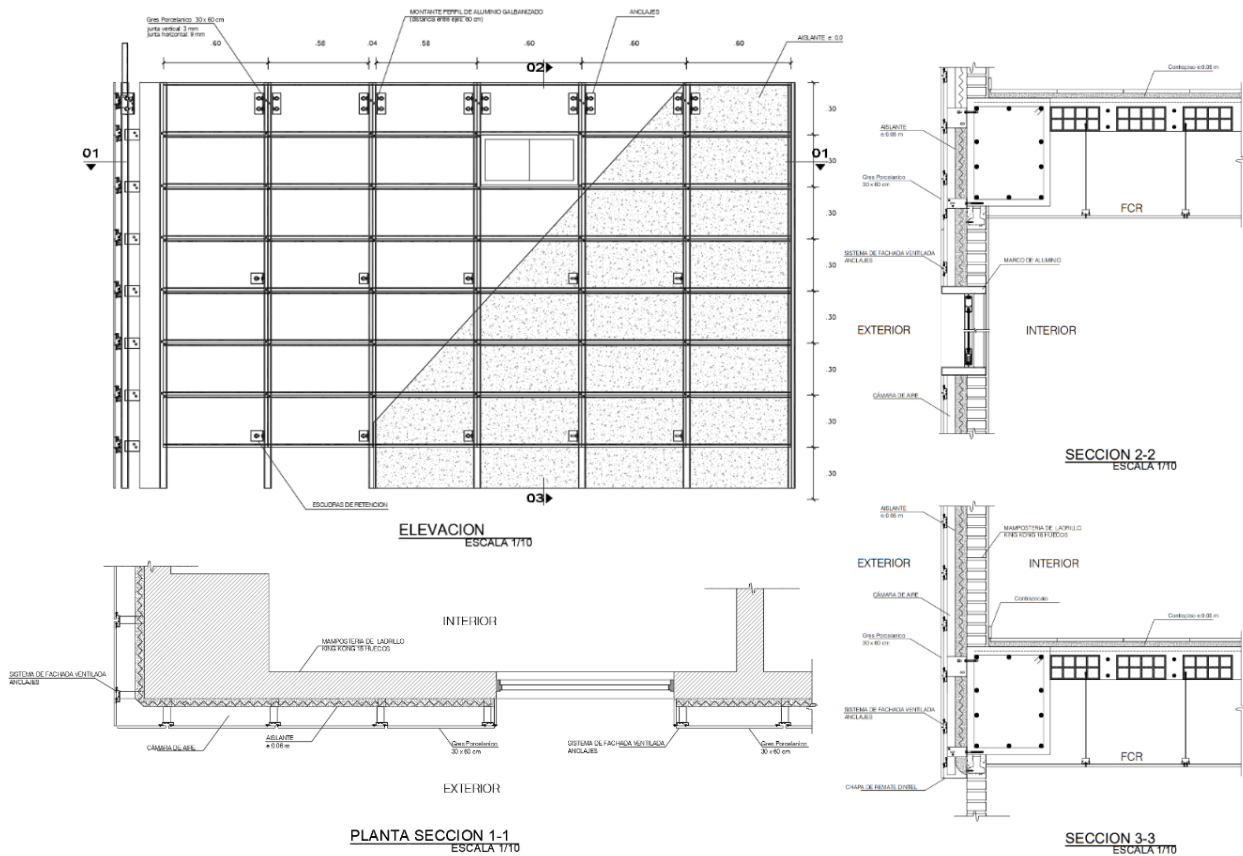 Gres Porcelanico 30 x 60 cm
junta vertical: 3 mm
junta horizontal: 8 mm
MONTANTE PERFIL DE ALUMINIO GALBANIZADO
(distancia entre ejes: 60 cm)
ANCLAJES
AISLANTE e: 0.0
.60
.58
.04
.58
.60
.60
.60
02
01
01
.30
.30
.30
.30
.30
.30
.30
.30
03
ESCUDRAS DE RETENCION
ELEVACION
ESCALA 1/10
INTERIOR
MAMPOSTERIA DE LADRILLO
KING KONG 18 HUECOS
SISTEMA DE FACHADA VENTILADA
ANCLAJES
CÁMARA DE AIRE
AISLANTE
e:0.06 m
Gres Porcelanico
30 x 60 cm
SISTEMA DE FACHADA VENTILADA
ANCLAJES
Gres Porcelanico
30 x 60 cm
EXTERIOR
PLANTA SECCION 1-1
ESCALA 1/10
Contrapiso e:0.05 m
AISLANTE
e:0.06 m
Gres Porcelanico
30 x 60 cm
FCR
SISTEMA DE FACHADA VENTILADA
ANCLAJES
MARCO DE ALUMINIO
EXTERIOR
INTERIOR
CÁMARA DE AIRE
SECCION 2-2
ESCALA 1/10
AISLANTE
e:0.06 m
MAMPOSTERIA DE LADRILLO
KING KONG 18 HUECOS
EXTERIOR
INTERIOR
CÁMARA DE AIRE
Contrazocalo
Gres Porcelanico
30 x 60 cm
Contrapiso e:0.05 m
SISTEMA DE FACHADA VENTILADA
ANCLAJES
FCR
CHAPA DE REMATE DINTEL
SECCION 3-3
ESCALA 1/10